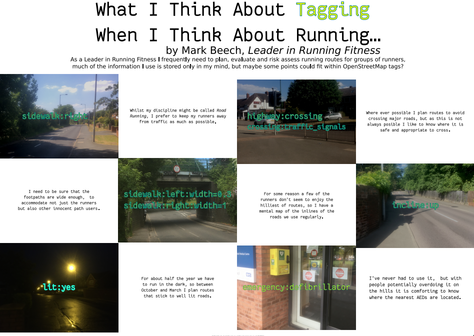 What I Think About Tagging
When I Think About Running...
by Mark Beech, Leader in Running Fitness
As a Leader in Running Fitness I frequently need to plan, evaluate and risk assess running routes for groups of runners,
much of the information I use is stored only in my mind, but maybe some points could fit within OpenStreetMap tags?
sidewalk:right
Whilst my discipline might be called Road
Running, I prefer to keep my runners away
from traffic as much as possible,
highway:crossing
crossing:traffic_signals
Where ever possible I plan routes to avoid
crossing major roads, but as this is not
always possible I like to know where it is
safe and appropriate to cross.
I need to be sure that the
footpaths are wide enough, to
accommodate not just the runners
but also other innocent path users.
sidewalk:left:width=0.3
sidewalk:right:width=1
For some reason a few of the
runners don't seem to enjoy the
hilliest of routes, so I have a
mental map of the inlines of the
roads we use regularly.
incline:
lit:yes
For about half the year we have
to run in the dark, so between
October and March I plan routes
that stick to well lit roads.
emergency:defibrillator
I've never had to use it, but with
people potentially overdoing it on
the hills it is comforting to know
where the nearest AEDs are located.